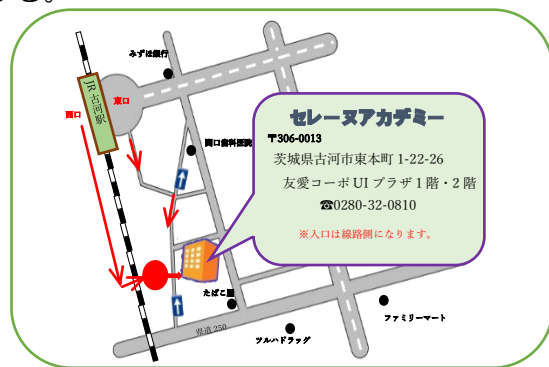 みずほ銀行
JR 古河駅
東口
西口
関口歯科医院
セレーヌアカデミー
〒306-0013
茨城県古河市東本町 1-22-26
友愛コーポ UI プラザ 1 階・2 階
☎0280-32-0810
※入口は線路側になります。
たばこ屋
県道 250
ツルハドラッグ
ファミリーマート